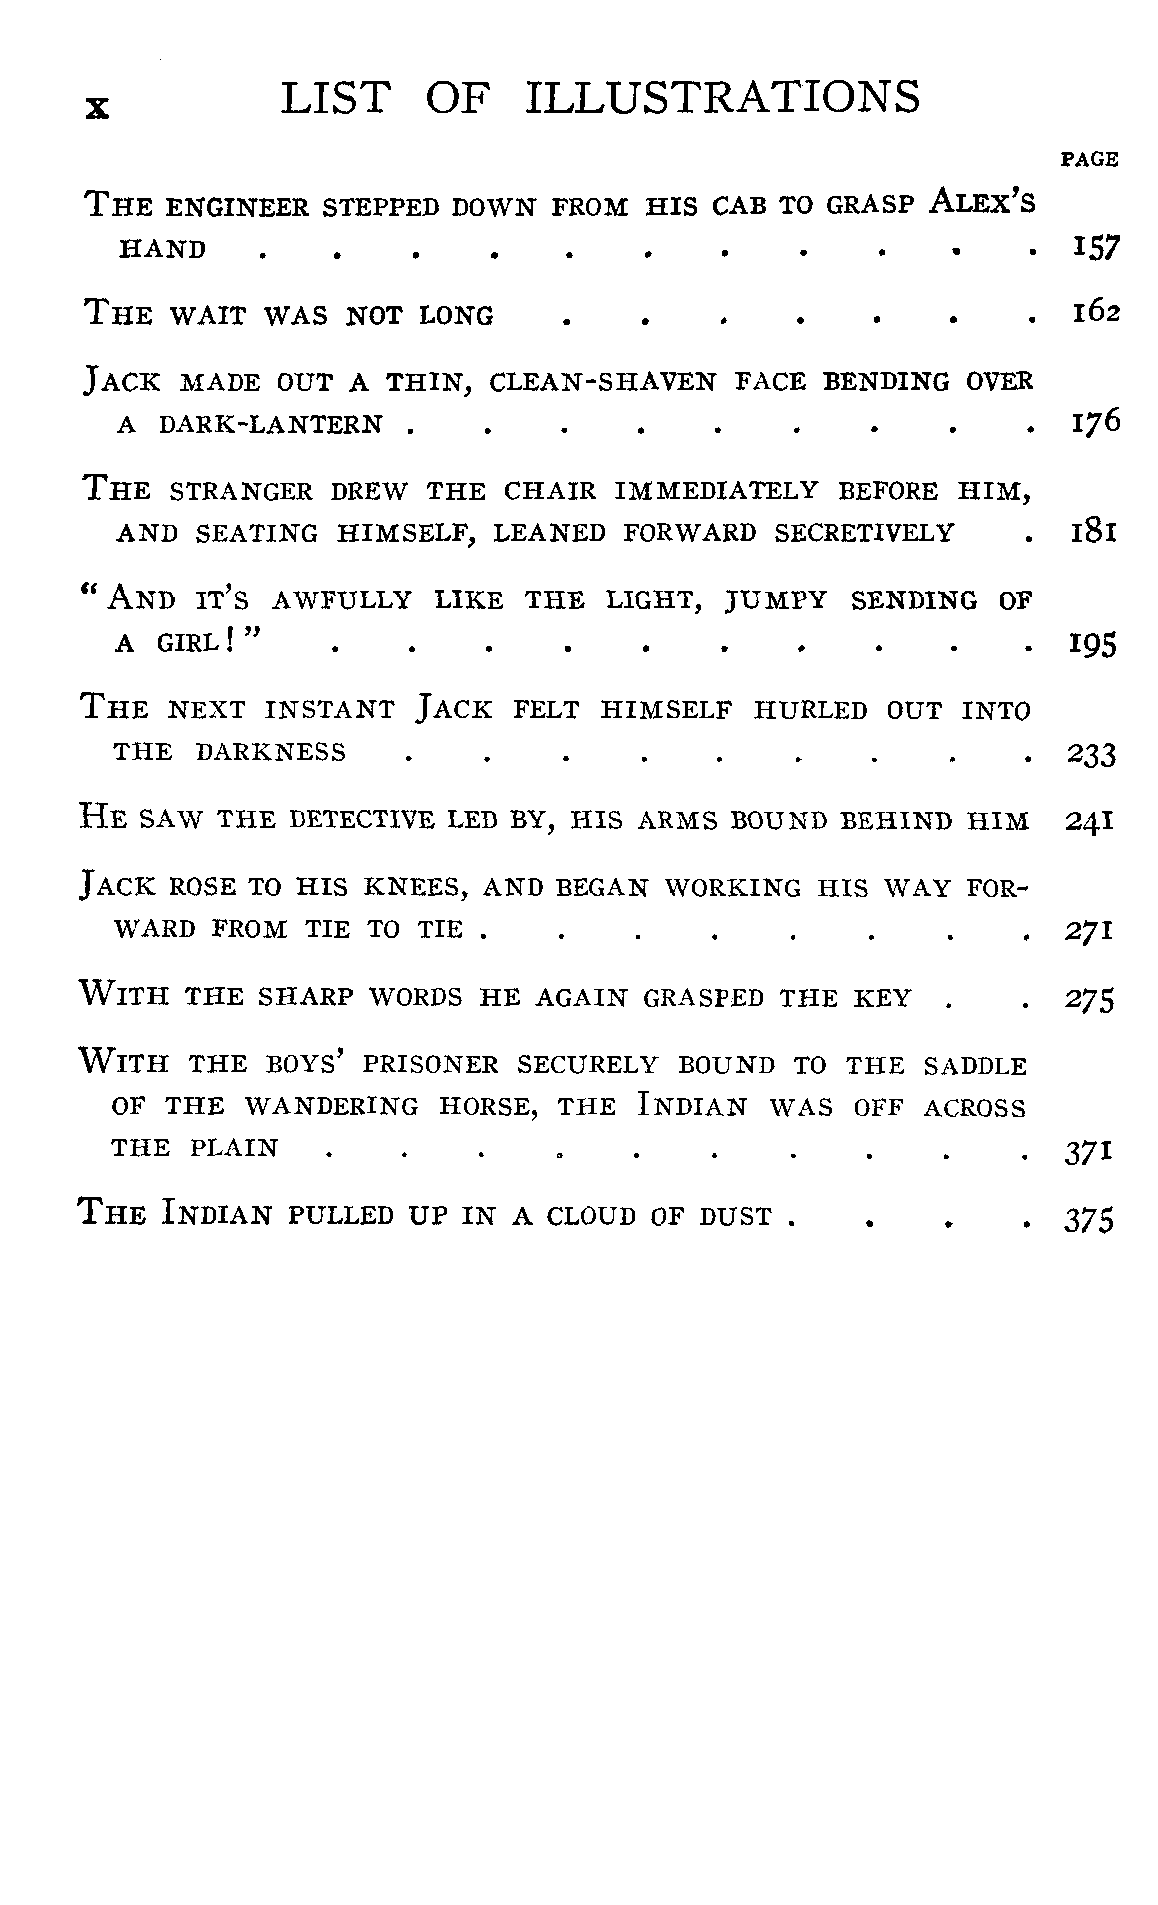 x LIST OF ILLUSTRATIONS
PAGE
The engineer stepped down from his cab to grasp Alex's
hand . . . . . . . . . . . 157
The wait was not long . . . . . . . 162
Jack made out a thin, clean-shaven face bending over
a dark-lantern . . . . . . . . . 176
The stranger drew the chair immediately before him,
and seating himself, leaned forward secretively . 181
"And it's awfully like the light, jumpy sending of
a girl!" . . . . . . . . . . 195
The next instant Jack felt himself hurled out into
the darkness . . . . . . . . . 233
He saw the detective led by, his arms bound behind him 241
Jack rose to his knees, and began working his way for-
ward from tie to tie . . . . . . . . 271
With the sharp words he again grasped the key . . 275
With the boys' prisoner securely bound to the saddle
of the wandering horse, the Indian was off across
the plain . . . . . . . . . . 371
The Indian pulled up in a cloud of dust . . . . 375